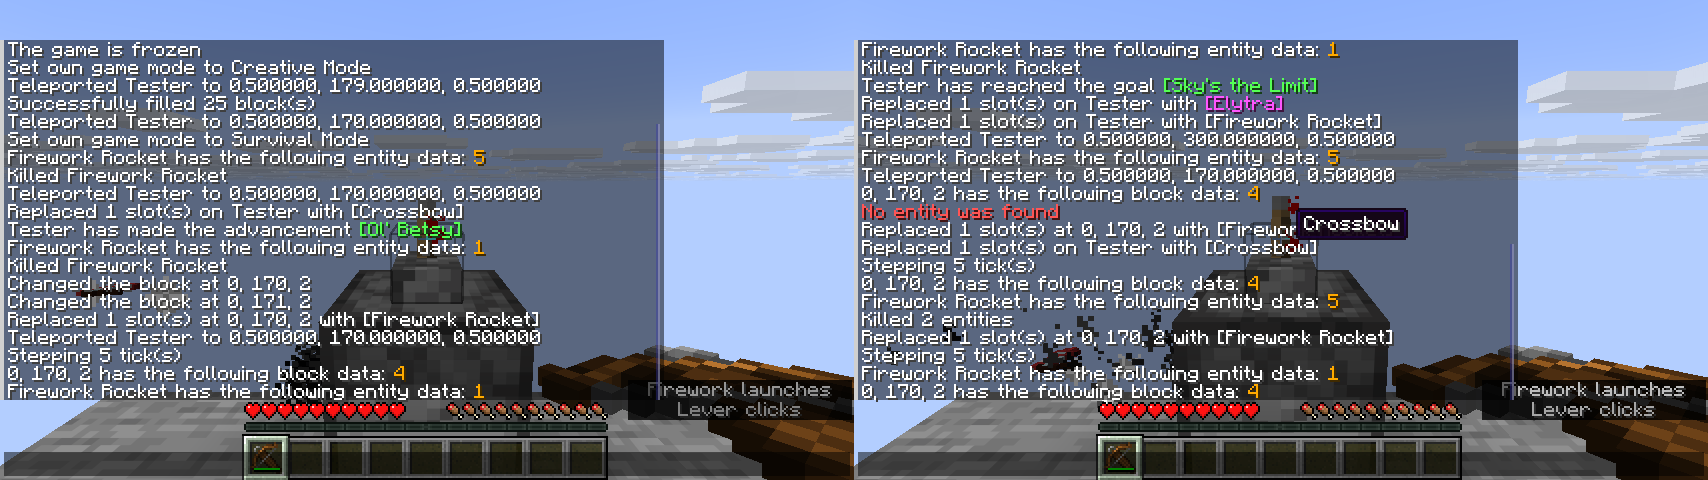 The game is frozen
Set own game mode to Creative Mode
Teleported Tester to 0.500000, 179.000000, 0.500000
Successfully filled 25 block(s)
Teleported Tester to 0.500000, 170.000000, 0.500000
Set own game mode to Survival Mode
Firework Rocket has the following entity data: 5
Killed Firework Rocket
Teleported Tester to 0.500000, 170.000000, 0.500000
Replaced 1 slot(s) on Tester with [Crossbow]
Tester has made the advancement [Ol' Betsy]
Firework Rocket has the following entity data: 1
Killed Firework Rocket
Changed the block at 0, 170, 2
Changed the block at 0, 171, 2
Replaced 1 slot(s) at 0, 170, 2 with [Firework Rocket]
Teleported Tester to 0.500000, 170.000000, 0.500000
Stepping 5 tick(s)
0, 170, 2 has the following block data: 4
Firework Rocket has the following entity data: 1
Firework launches
Lever clicks
Firework Rocket has the following entity data: 1
Killed Firework Rocket
Tester has reached the goal [Sky's the Limit]
Replaced 1 slot(s) on Tester with [Elytra]
Replaced 1 slot(s) on Tester with [Firework Rocket]
Teleported Tester to 0.500000, 300.000000, 0.500000
Firework Rocket has the following entity data: 5
Teleported Tester to 0.500000, 170.000000, 0.500000
0, 170, 2 has the following block data: 4
No entity was found
Replaced 1 slot(s) at 0, 170, 2 with [Firewor
Crossbow
Replaced 1 slot(s) on Tester with [Crossbow]
Stepping 5 tick(s)
0, 170, 2 has the following block data: 4
Firework Rocket has the following entity data: 5
Killed 2 entities
Replaced 1 slot(s) at 0, 170, 2 with [Firework Rocket]
Stepping 5 tick(s)
Firework Rocket has the following entity data: 1
0, 170, 2 has the following block data: 4
Firework launches
Lever clicks